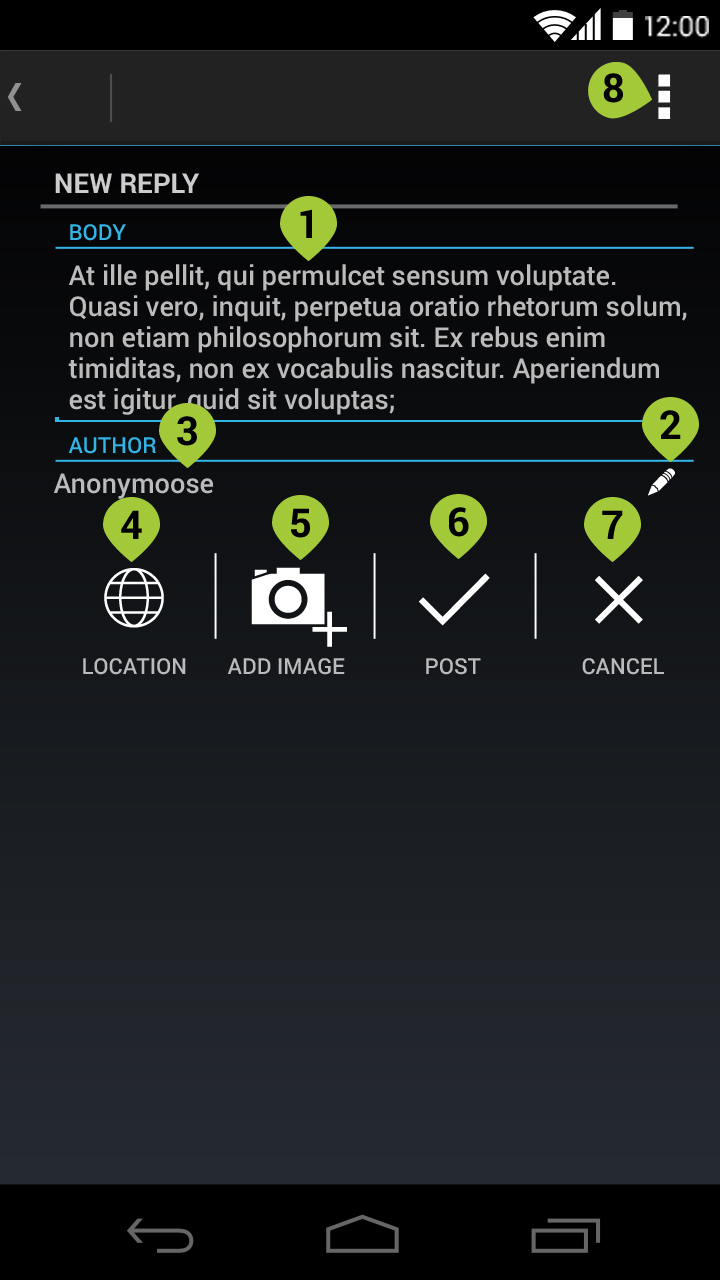 12:00
8
NEW REPLY
1
BODY
At ille pellit, qui permulcet sensum voluptate.
Quasi vero, inquit, perpetua oratio rhetorum solum,
non etiam philosophorum sit. Ex rebus enim
timiditas, non ex vocabulis nascitur. Aperiendum
est igitur, quid sit voluptas;
3
2
AUTHOR
Anonymoose
4
5
6
7
LOCATION
ADD IMAGE
POST
CANCEL